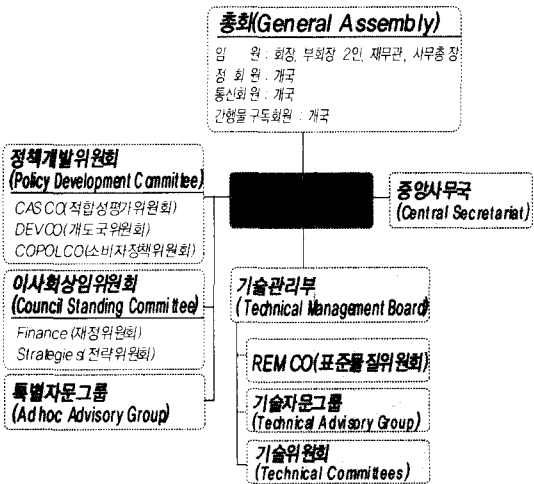 총회(General Assembly)
임 원 : 회장, 부회장 2인, 재무관, 사무총장
정 회 원 : 개국
통신회원 : 개국
간행물 구독회원 : 개국
정책개발위원회
(Policy Development Committee)
CASCO(적합성평가위원회)
DEVCO(개도국위원회)
COPOLCO(소비자정책위원회)
중앙사무국
(Central Secretariat)
이사회상임위원회
(Council Standing Committee)
Finance(재정위원회)
Strategies(전략위원회)
기술관리부
(Technical Management Board)
REMCO(표준물질위원회)
특별자문그룹
(Ad hoc Advisory Group)
기술자문그룹
(Technical Advisory Group)
기술위원회
(Technical Committees)